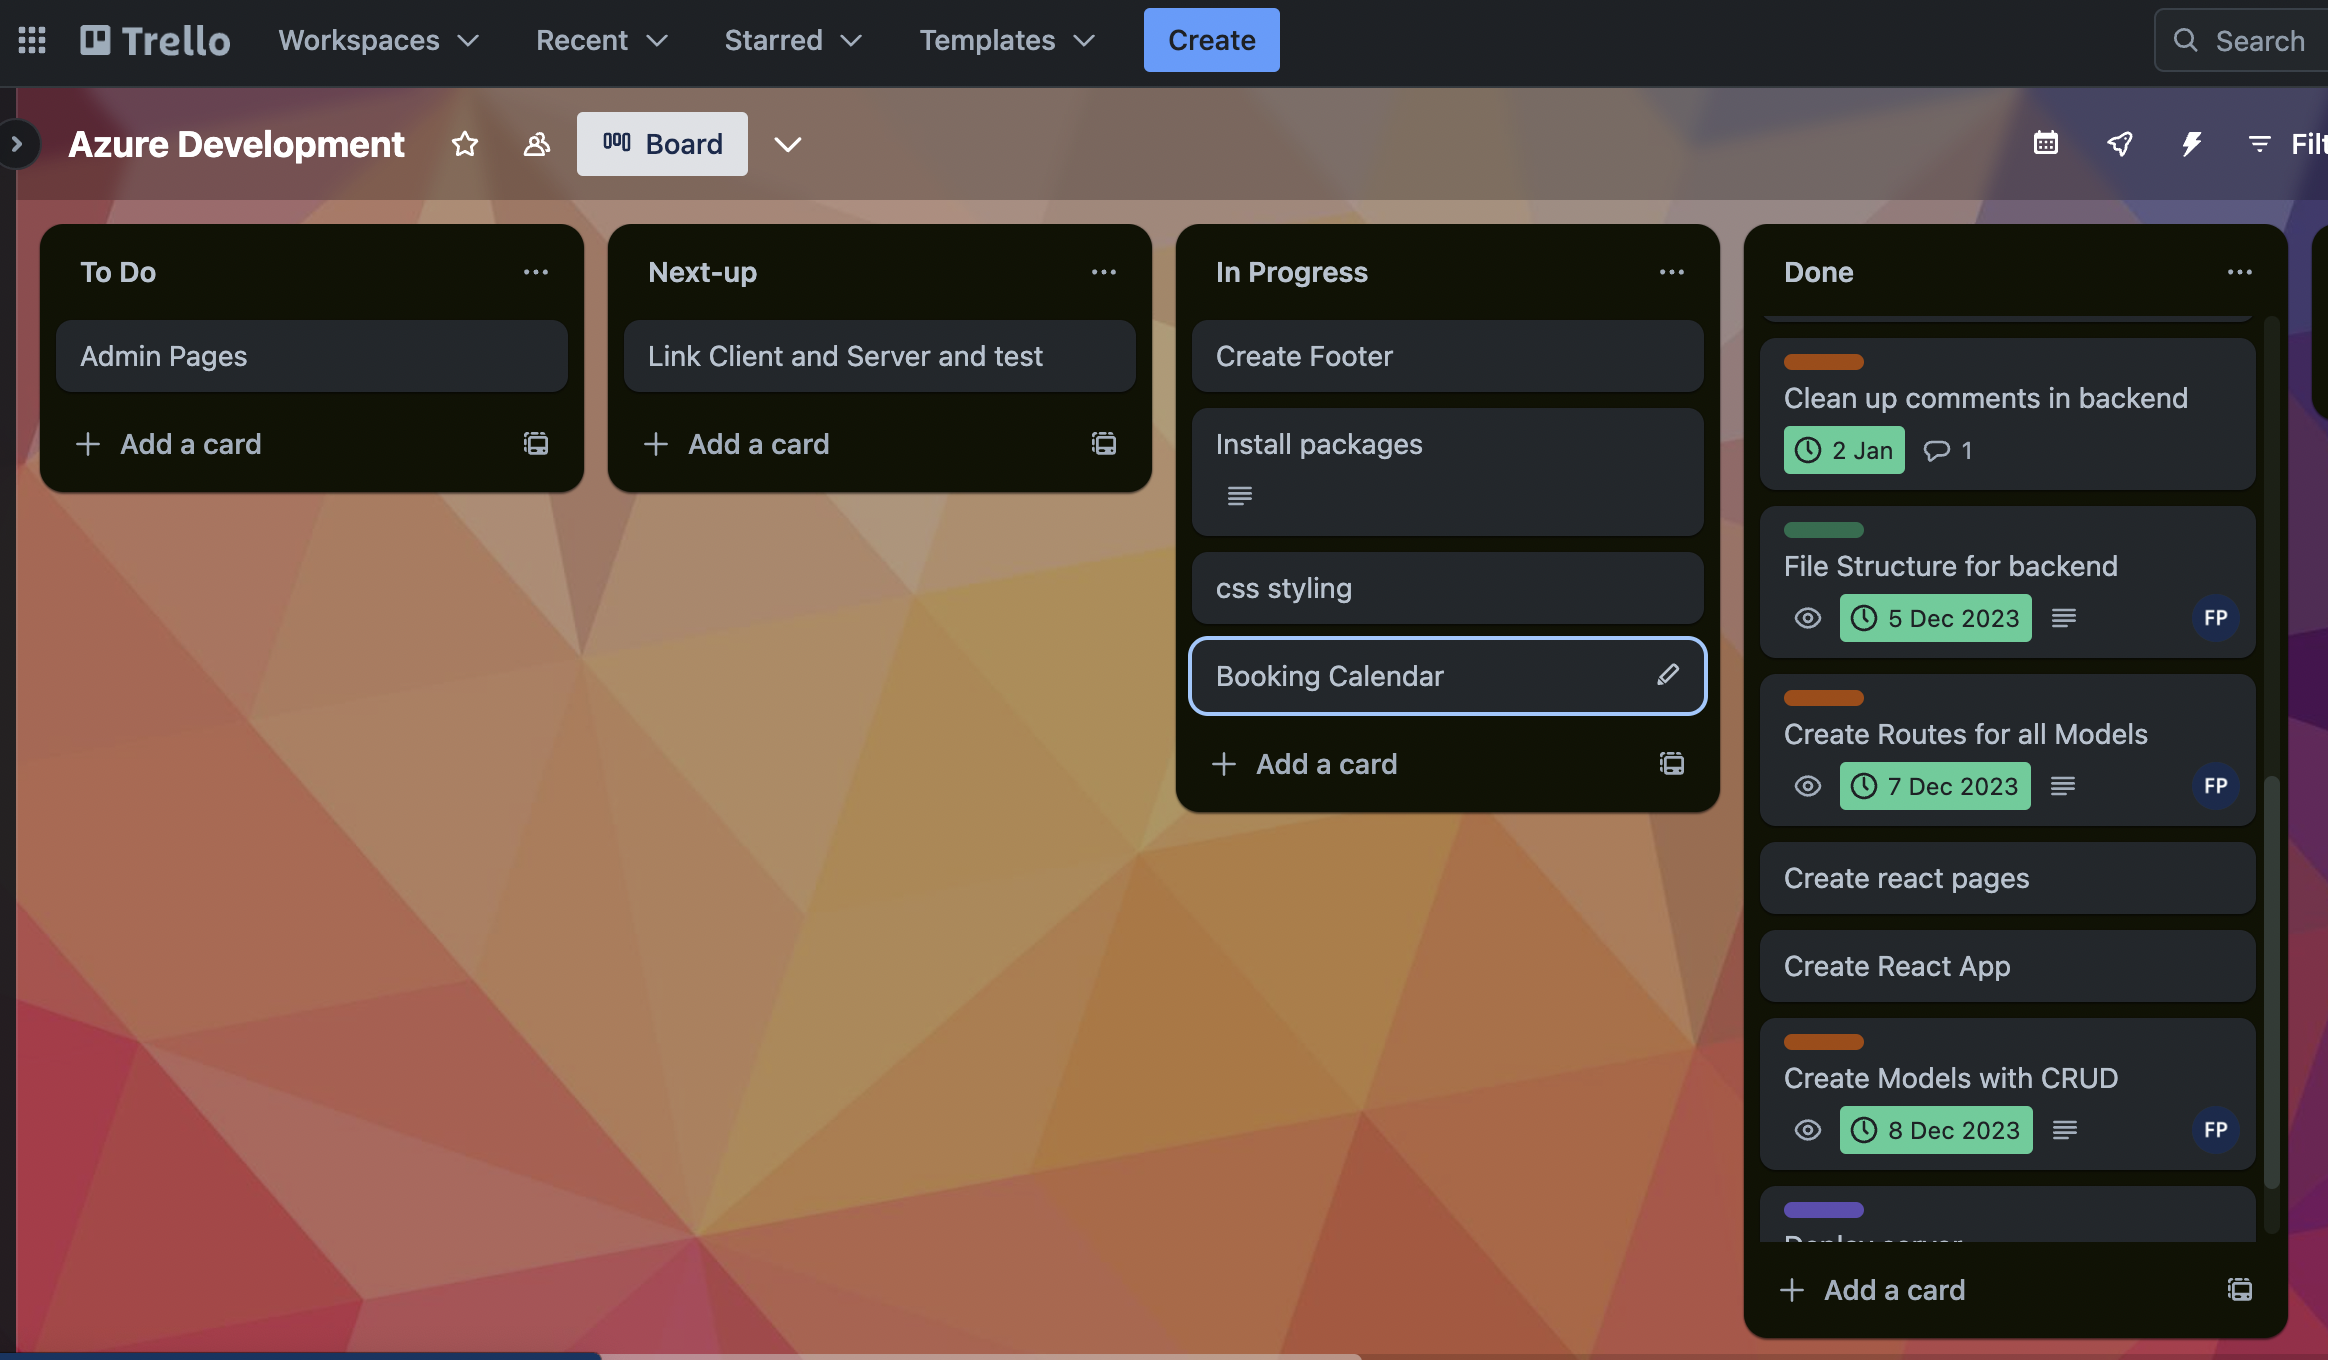 Trello
Workspaces
Recent
Starred
Templates
Create
Search
Azure Development
Board
To Do
Admin Pages
Add a card
Next-up
Link Client and Server and test
Add a card
In Progress
Create Footer
Install packages
css styling
Booking Calendar
Add a card
Done
Clean up comments in backend
2 Jan 1
File Structure for backend
5 Dec 2023 FP
Create Routes for all Models
7 Dec 2023 FP
Create react pages
Create React App
Create Models with CRUD
8 Dec 2023 FP
Deploy server
Add a card